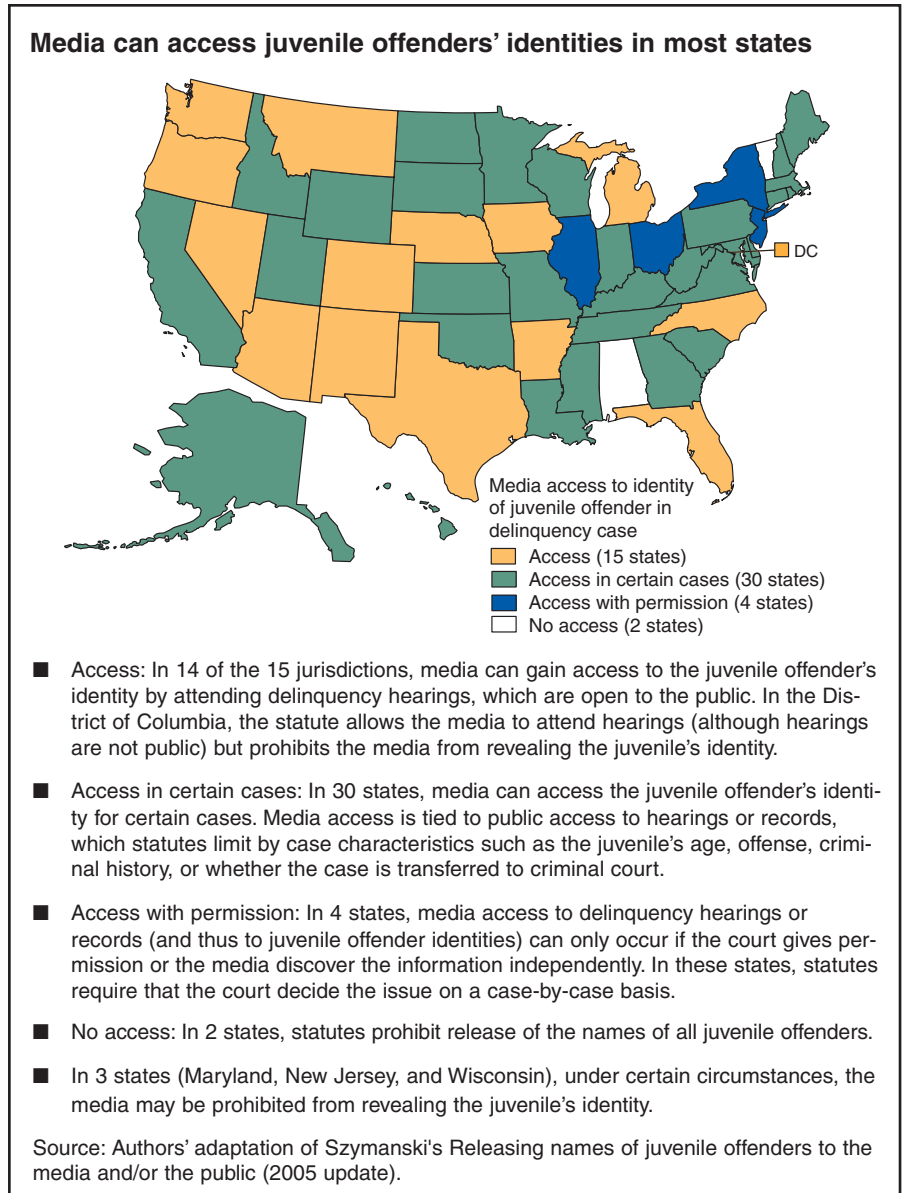 Media can access juvenile offenders’ identities in most states
DC
Media access to identity
of juvenile offender in
delinquency case
Access (15 states)
Access in certain cases (30 states)
Access with permission (4 states)
No access (2 states)
■ Access: In 14 of the 15 jurisdictions, media can gain access to the juvenile offender’s
identity by attending delinquency hearings, which are open to the public. In the Dis-
trict of Columbia, the statute allows the media to attend hearings (although hearings
are not public) but prohibits the media from revealing the juvenile’s identity.
■ Access in certain cases: In 30 states, media can access the juvenile offender’s identi-
ty for certain cases. Media access is tied to public access to hearings or records,
which statutes limit by case characteristics such as the juvenile’s age, offense, crimi-
nal history, or whether the case is transferred to criminal court.
■ Access with permission: In 4 states, media access to delinquency hearings or
records (and thus to juvenile offender identities) can only occur if the court gives per-
mission or the media discover the information independently. In these states, statutes
require that the court decide the issue on a case-by-case basis.
■ No access: In 2 states, statutes prohibit release of the names of all juvenile offenders.
■ In 3 states (Maryland, New Jersey, and Wisconsin), under certain circumstances, the
media may be prohibited from revealing the juvenile’s identity.
Source: Authors’ adaptation of Szymanski's Releasing names of juvenile offenders to the
media and/or the public (2005 update).